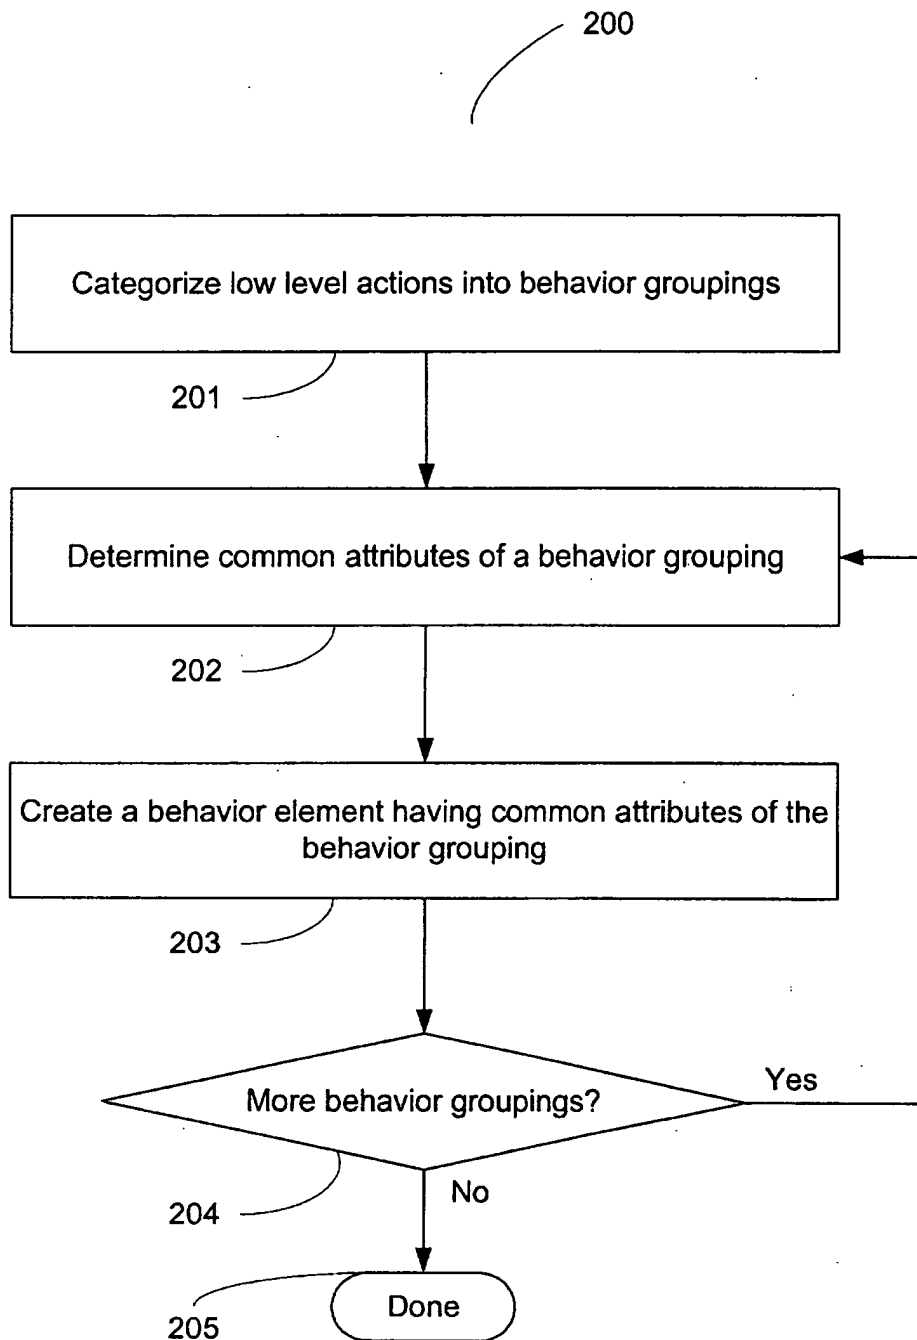 200
Categorize low level actions into behavior groupings
201
Determine common attributes of a behavior grouping
202
Create a behavior element having common attributes of the
behavior grouping
203
More behavior groupings?
Yes
204
No
Done
205